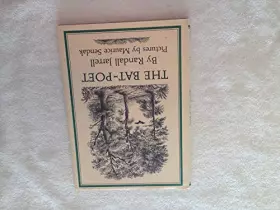 THE BAT-POET
By Randall Jarrell
Pictures by Maurice Sendak